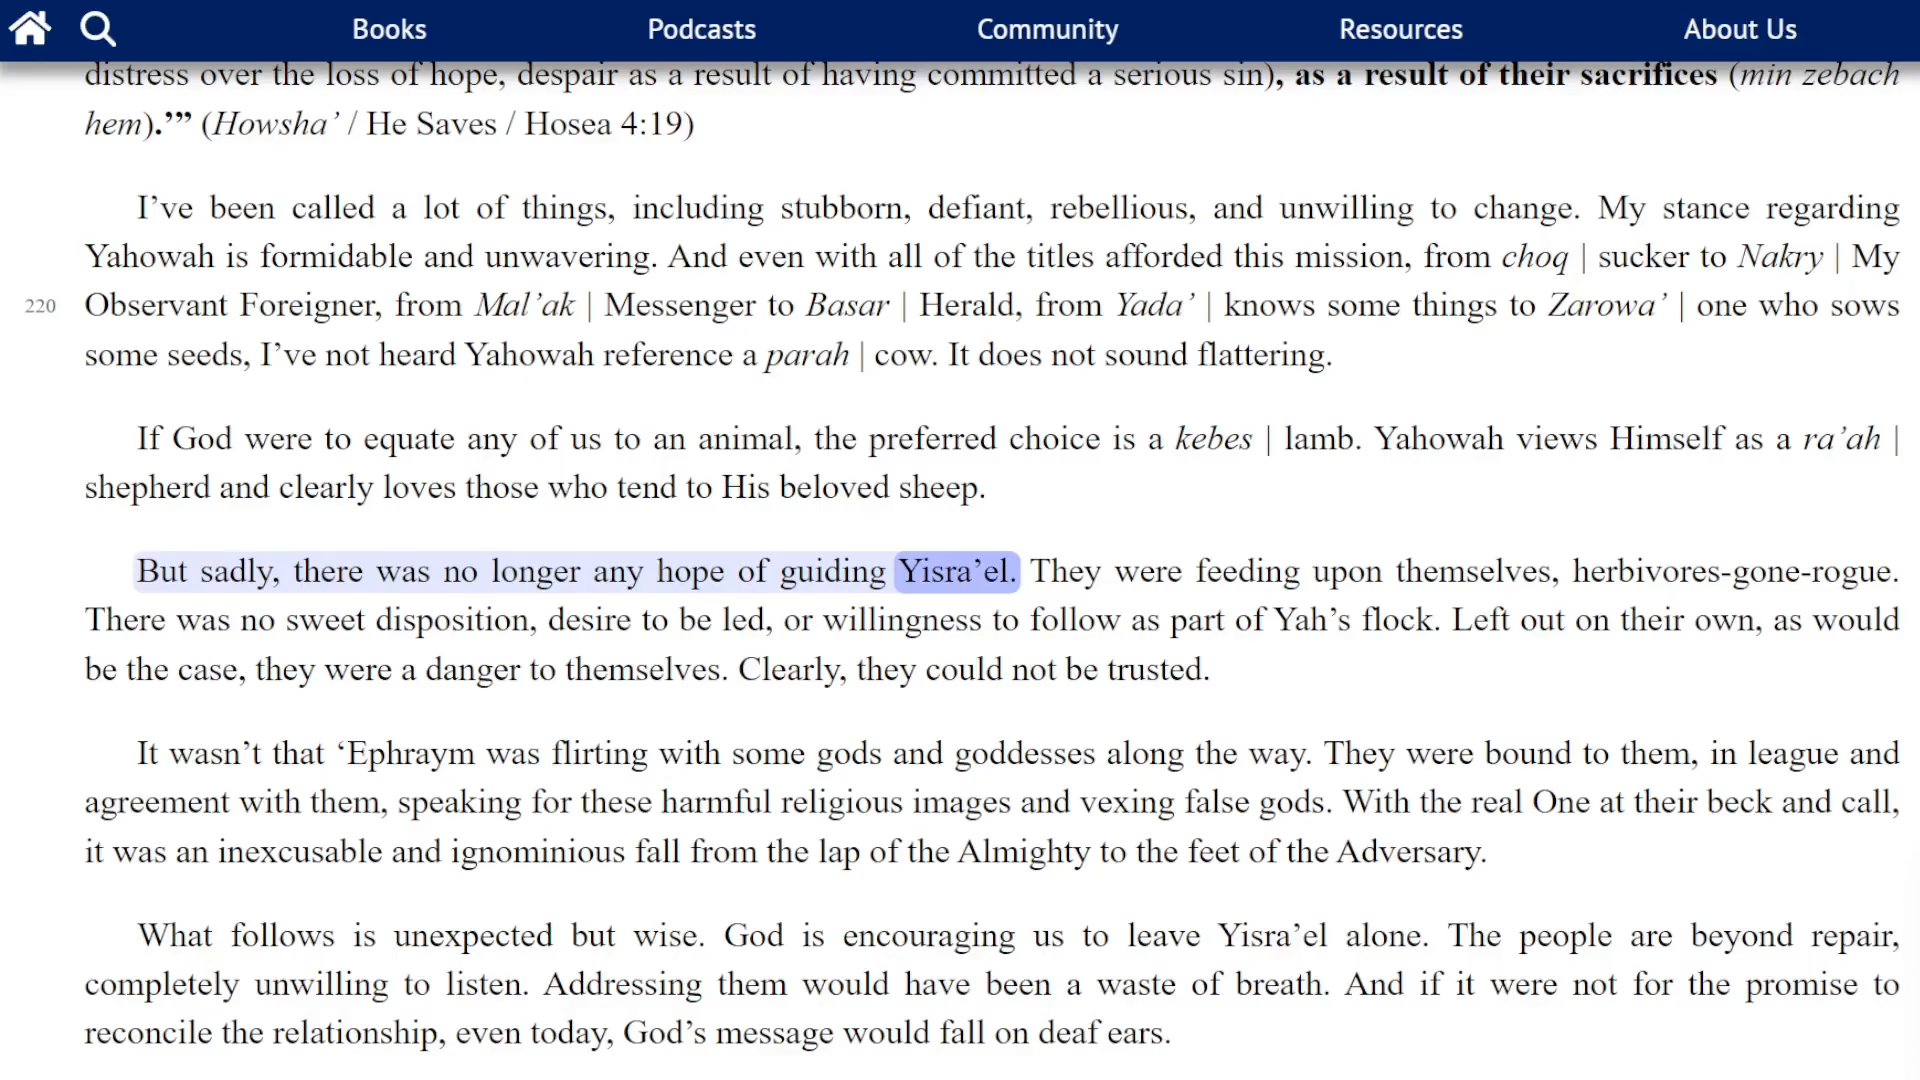 Books Podcasts Community Resources About Us
distress over the loss of hope, despair as a result of having committed a serious sin), as a result of their sacrifices (min zebach
hem).’” (Howsha’ / He Saves / Hosea 4:19)
I’ve been called a lot of things, including stubborn, defiant, rebellious, and unwilling to change. My stance regarding
Yahowah is formidable and unwavering. And even with all of the titles afforded this mission, from choq | sucker to Nakry | My
220 Observant Foreigner, from Mal’ak | Messenger to Basar | Herald, from Yada’ | knows some things to Zarowa’ | one who sows
some seeds, I’ve not heard Yahowah reference a parah | cow. It does not sound flattering.
If God were to equate any of us to an animal, the preferred choice is a kebes | lamb. Yahowah views Himself as a ra’ah |
shepherd and clearly loves those who tend to His beloved sheep.
But sadly, there was no longer any hope of guiding Yisra’el. They were feeding upon themselves, herbivores-gone-rogue.
There was no sweet disposition, desire to be led, or willingness to follow as part of Yah’s flock. Left out on their own, as would
be the case, they were a danger to themselves. Clearly, they could not be trusted.
It wasn’t that ‘Ephraym was flirting with some gods and goddesses along the way. They were bound to them, in league and
agreement with them, speaking for these harmful religious images and vexing false gods. With the real One at their beck and call,
it was an inexcusable and ignominious fall from the lap of the Almighty to the feet of the Adversary.
What follows is unexpected but wise. God is encouraging us to leave Yisra’el alone. The people are beyond repair,
completely unwilling to listen. Addressing them would have been a waste of breath. And if it were not for the promise to
reconcile the relationship, even today, God’s message would fall on deaf ears.